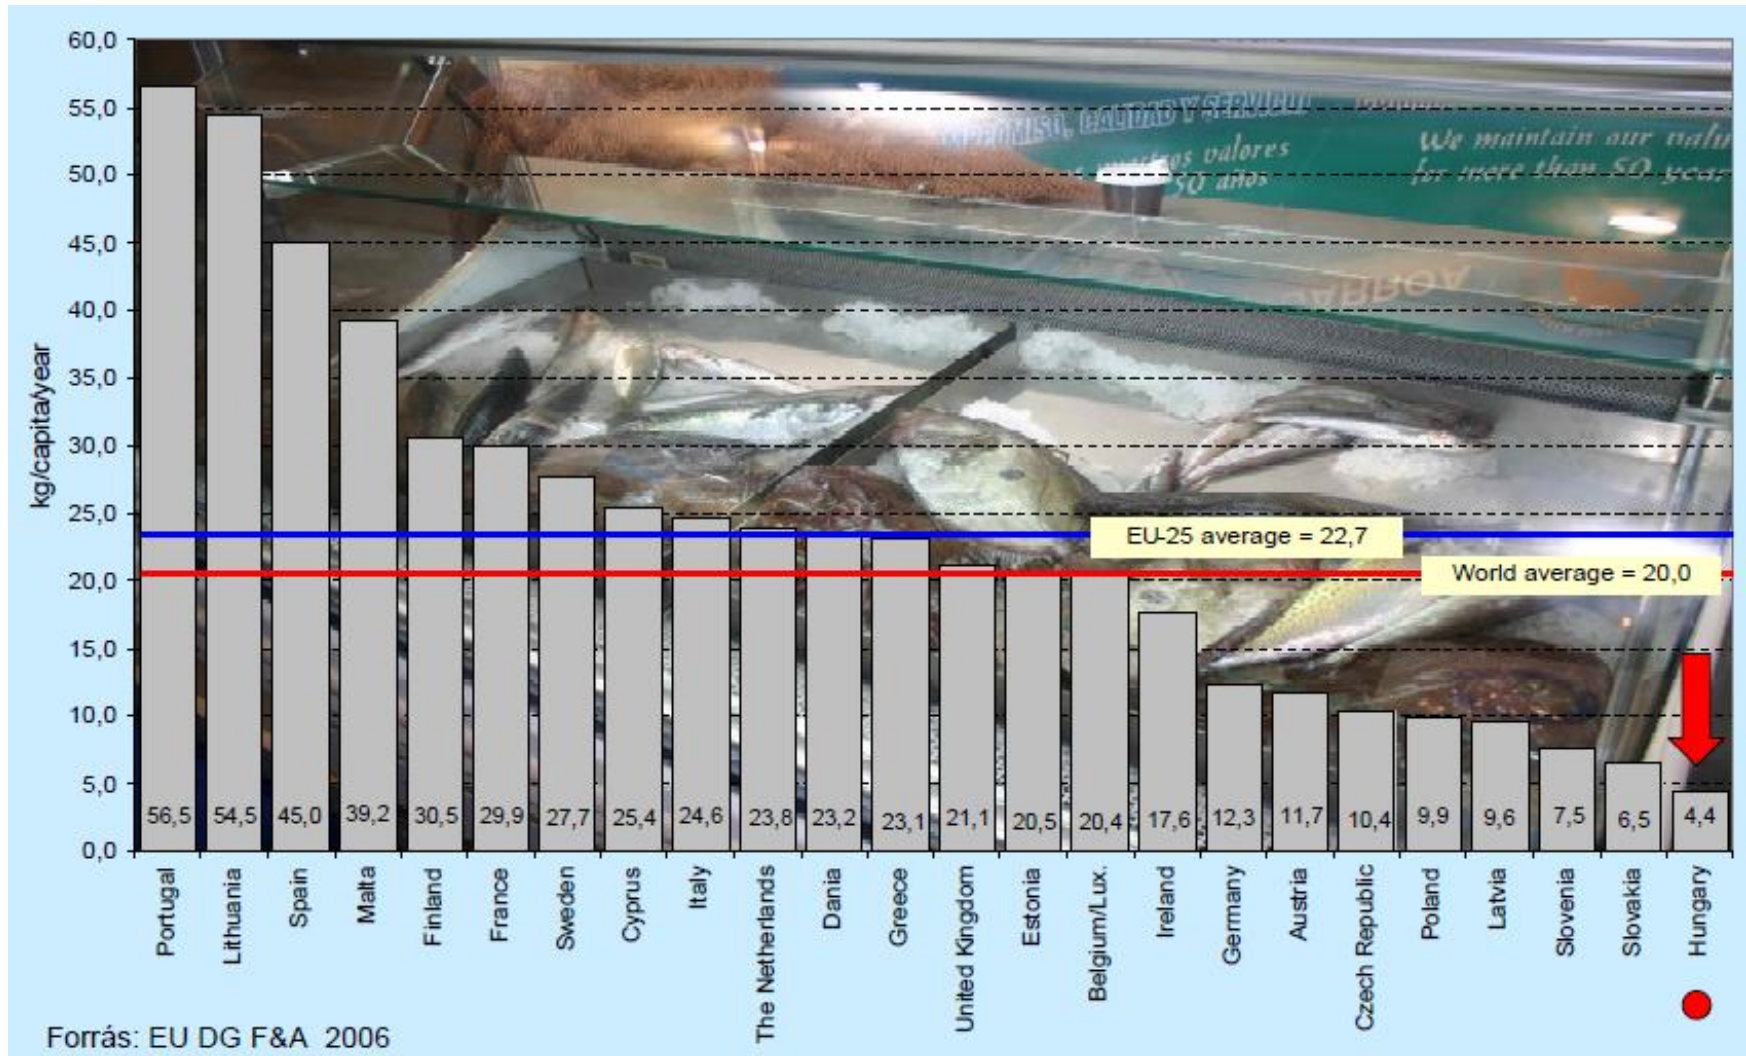 60,0
55,0
50,0
45,0
40,0
35,0
30,0
25,0
20,0
15,0
10,0
5,0
0,0
kg/capita/year
CALIDAD Y SERVICIO
valores
50 años
We maintain our
for more than 50
EU-25 average = 22,7
World average = 20,0
56,5 54,5 45,0 39,2 30,5 29,9 27,7 25,4 24,6 23,8 23,2 23,1 21,1 20,5 20,4 17,6 12,3 11,7 10,4 9,9 9,6 7,5 6,5 4,4
Portugal
Lithuania
Spain
Malta
Finland
France
Sweden
Cyprus
Italy
The Netherlands
Dania
Greece
United Kingdom
Estonia
Belgium/Lux.
Ireland
Germany
Austria
Czech Republic
Poland
Latvia
Slovenia
Slovakia
Hungary
Forrás: EU DG F&A 2006